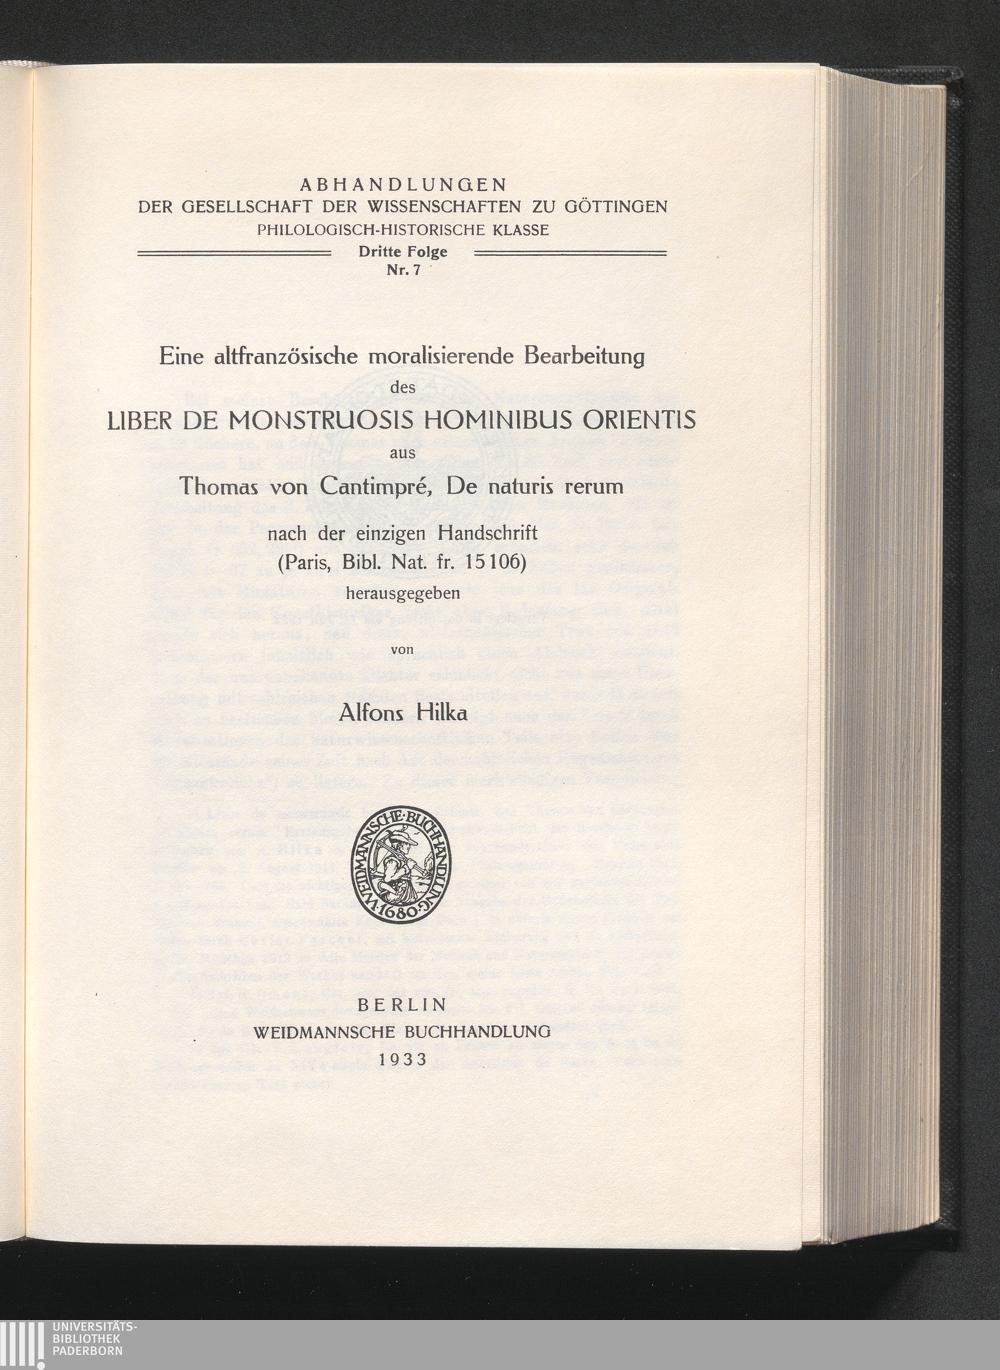 ABHANDLUNGEN
DER GESELLSCHAFT DER WISSENSCHAFTEN ZU GÖTTINGEN
PHILOLOGISCH-HISTORISCHE KLASSE
Dritte Folge
Nr. 7
Eine altfranzösische moralisierende Bearbeitung
des
LIBER DE MONSTRUOSIS HOMINIBUS ORIENTIS
aus
Thomas von Cantimpré, De naturis rerum
nach der einzigen Handschrift
(Paris, Bibl. Nat. fr. 15106)
herausgegeben
von
Alfons Hilka
WEIDMANNSCHE·BUCHHANDLUNG·
·1680·
BERLIN
WEIDMANNSCHE BUCHHANDLUNG
1933
UNIVERSITÄTS-
BIBLIOTHEK
PADERBORN